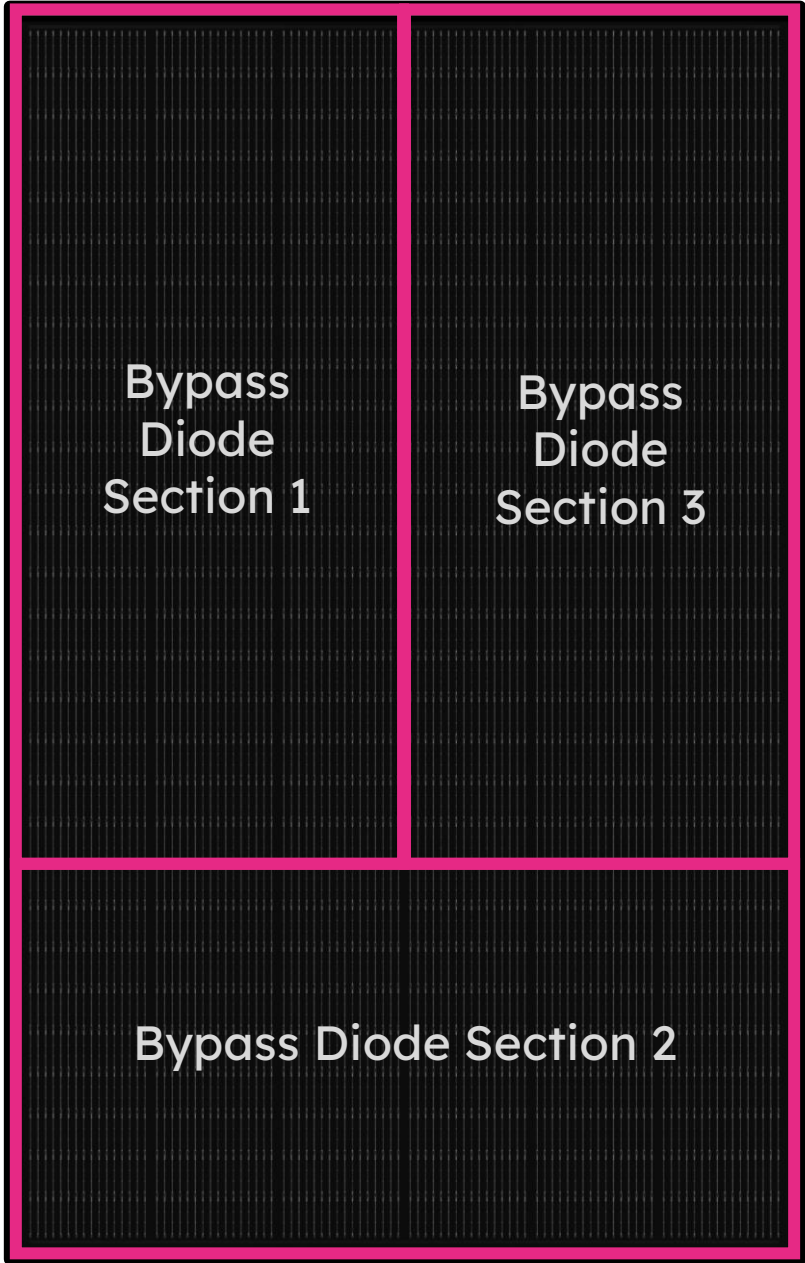 Bypass
Diode
Section 1
Bypass
Diode
Section 3
Bypass Diode Section 2